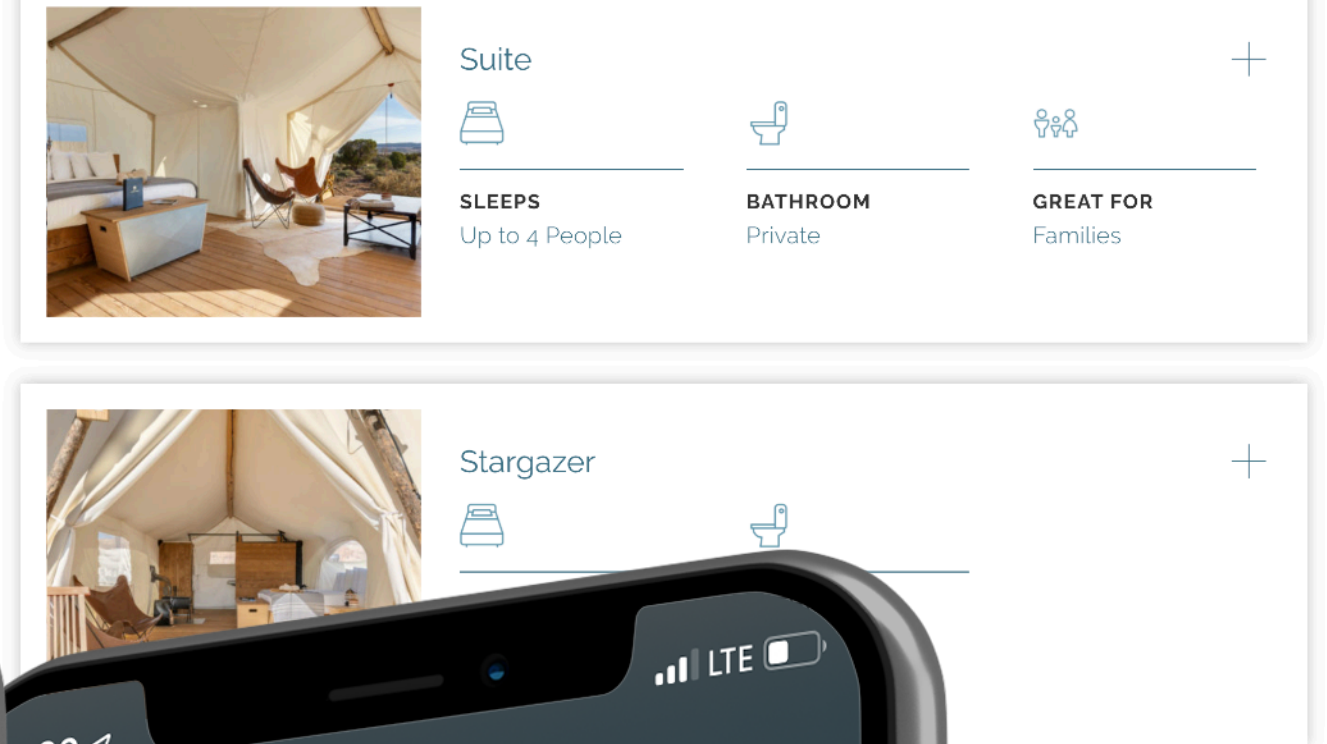 Suite
SLEEPS
Up to 4 People
BATHROOM
Private
GREAT FOR
Families
Stargazer
LTE